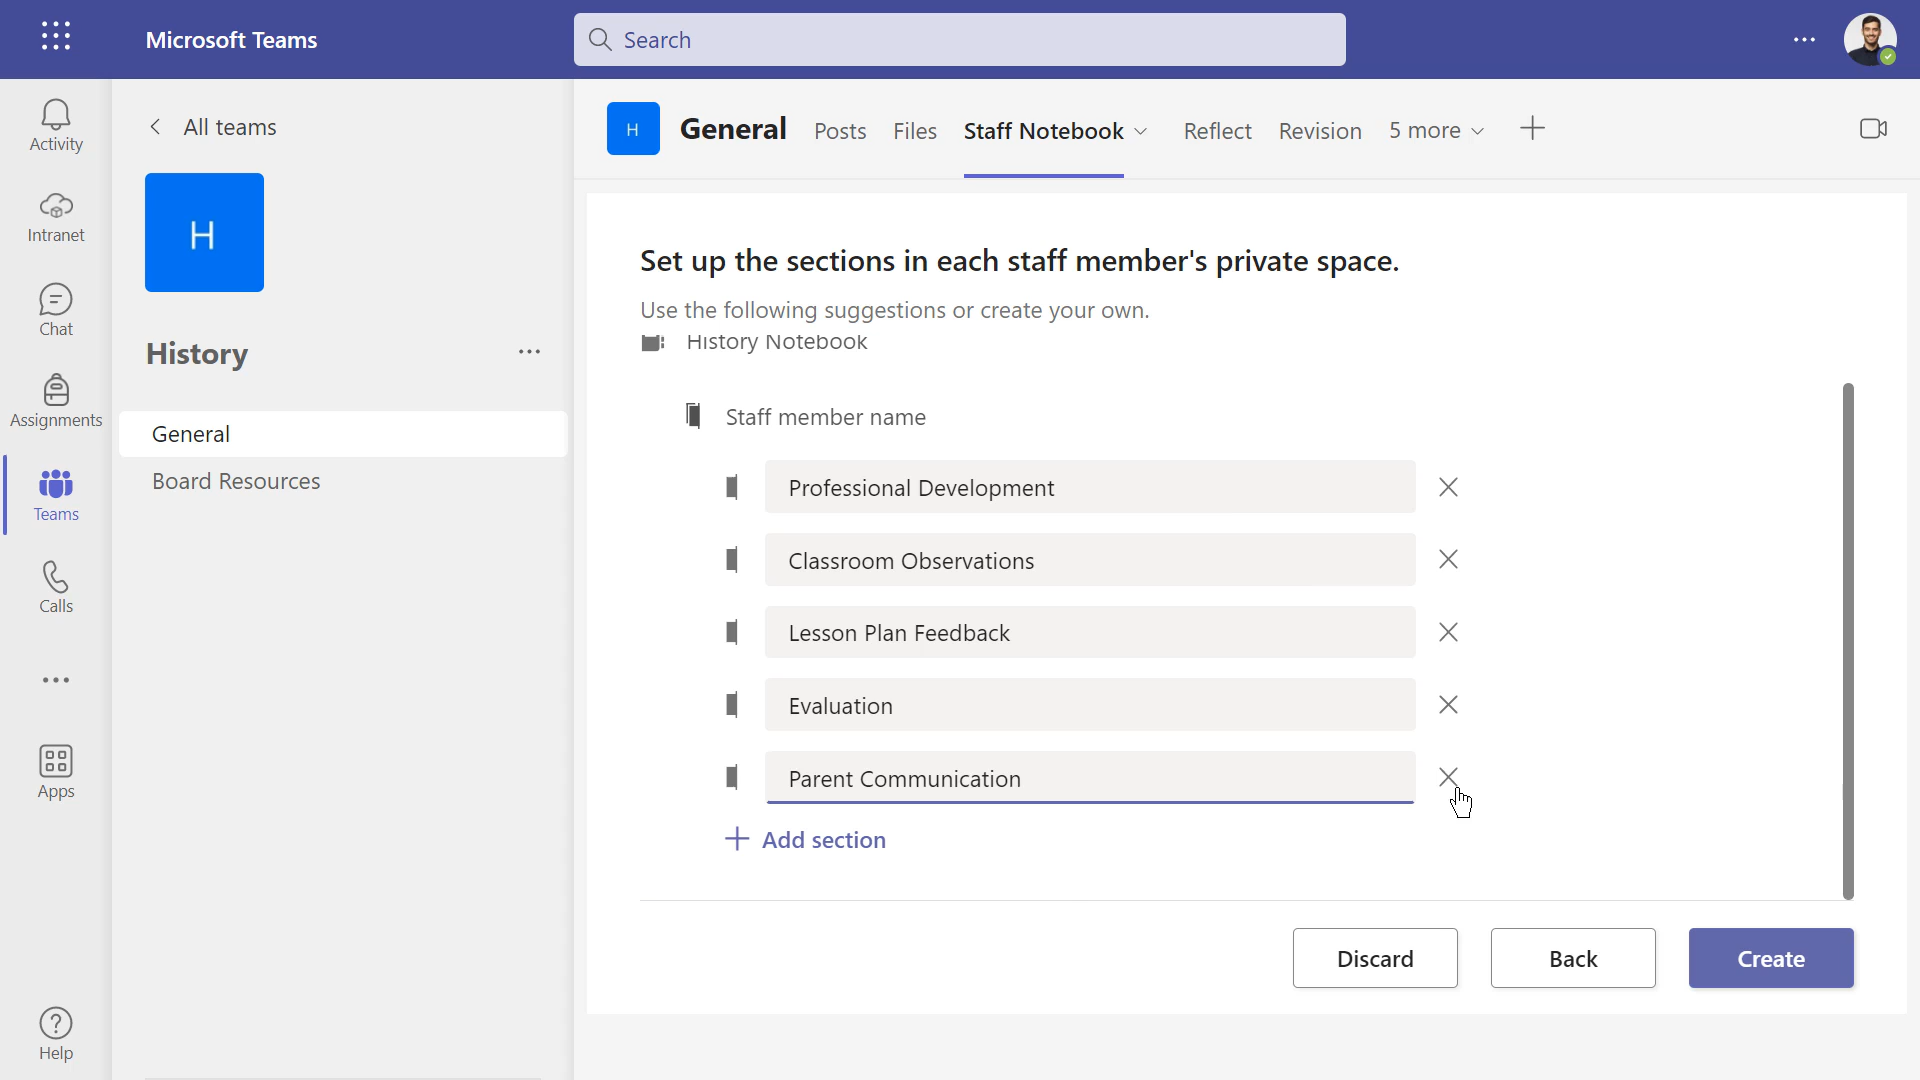 Microsoft Teams
Search
Activity
Intranet
Chat
Assignments
Teams
Calls
Apps
Help
All teams
H
History
General
Board Resources
H
General Posts Files Staff Notebook Reflect Revision 5 more
Set up the sections in each staff member's private space.
Use the following suggestions or create your own.
History Notebook
Staff member name
Professional Development
Classroom Observations
Lesson Plan Feedback
Evaluation
Parent Communication
Add section
Discard Back Create